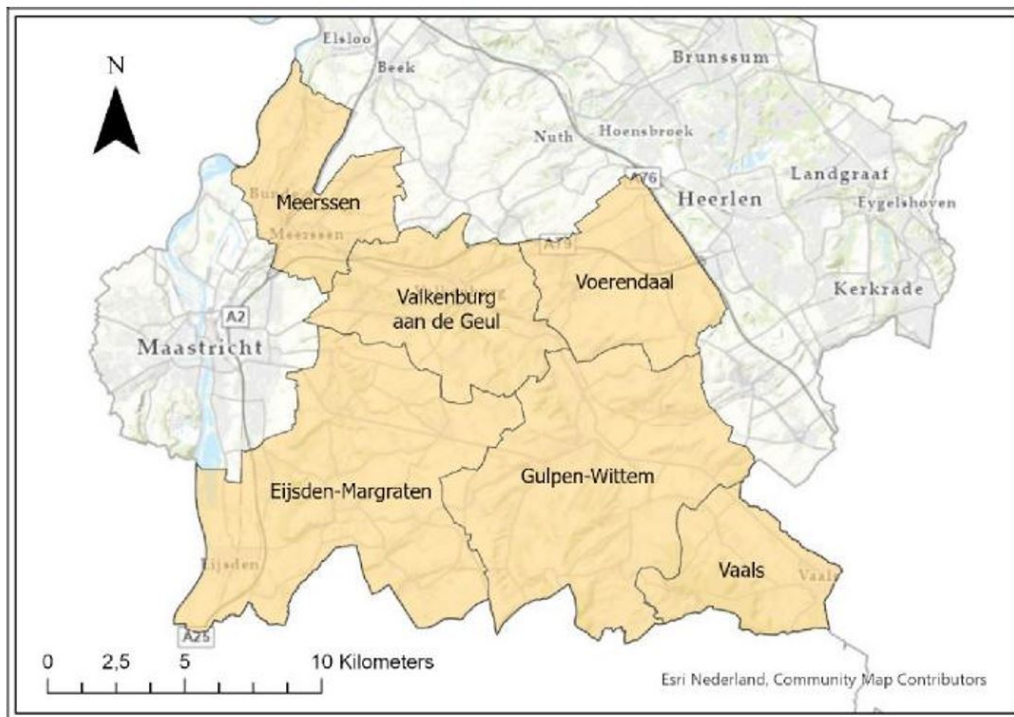 Elsloo
Beek
Brunssum
N
Nuth
Hoensbroek
A76
Landgraaf
Heerlen
Eygelshoven
Meerssen
Meerssen
A79
Voerendaal
Valkenburg
aan de Geul
Kerkrade
A2
Maastricht
Eijsden-Margraten
Gulpen-Wittem
Eijsden
Vaals
Vaals
A25
0 2,5 5 10 Kilometers
Esri Nederland, Community Map Contributors